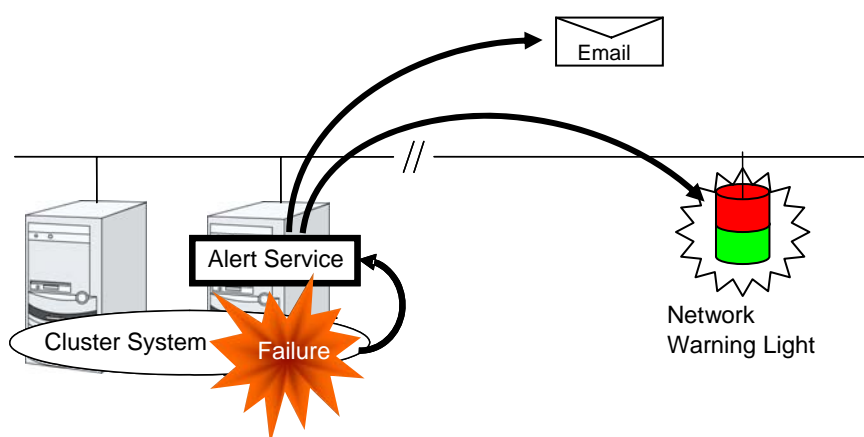 Email
Alert Service
Cluster System
Failure
Network
Warning Light